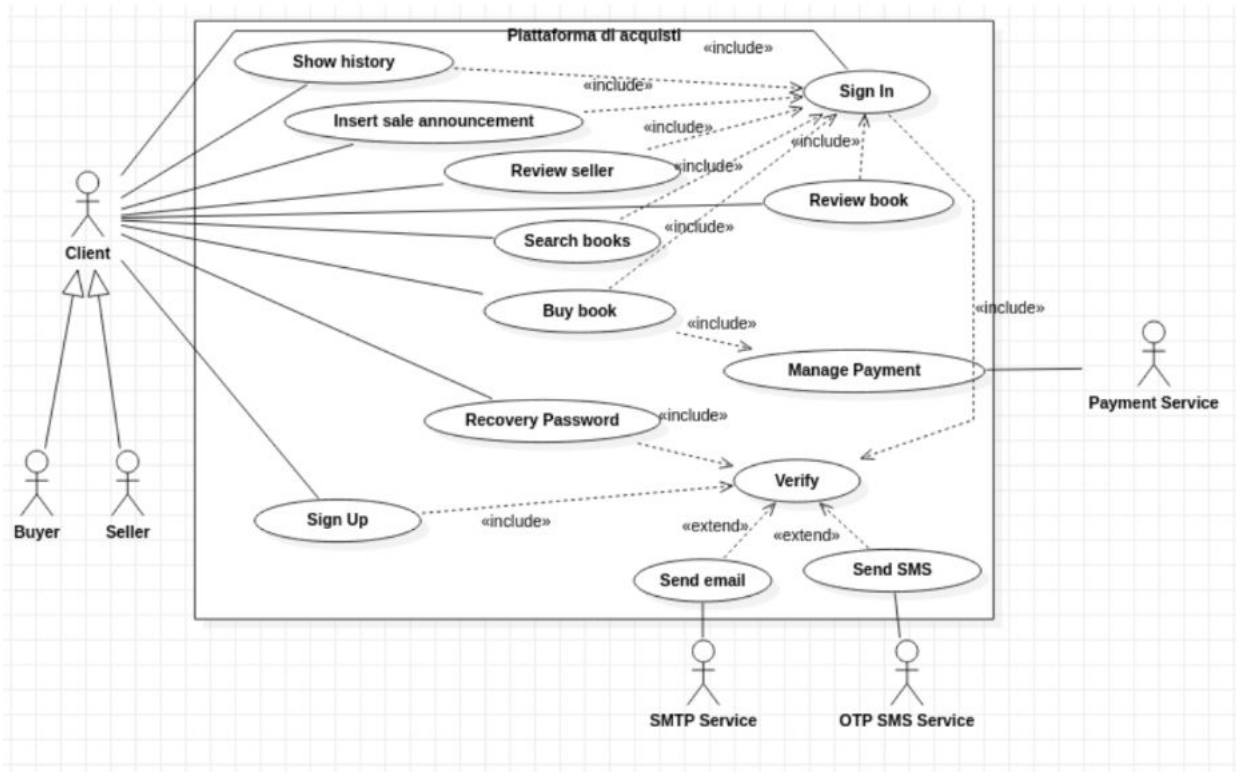 Piattaforma di acquisti
«include»
Show history
«include»
Sign In
Insert sale announcement
«include»
«include»
Review seller
«include»
Review book
Search books
«include»
Client
Buy book
«include»
«include»
Manage Payment
Payment Service
Recovery Password
«include»
Verify
Sign Up
«include»
«extend»
«extend»
Buyer
Seller
Send email
Send SMS
SMTP Service
OTP SMS Service